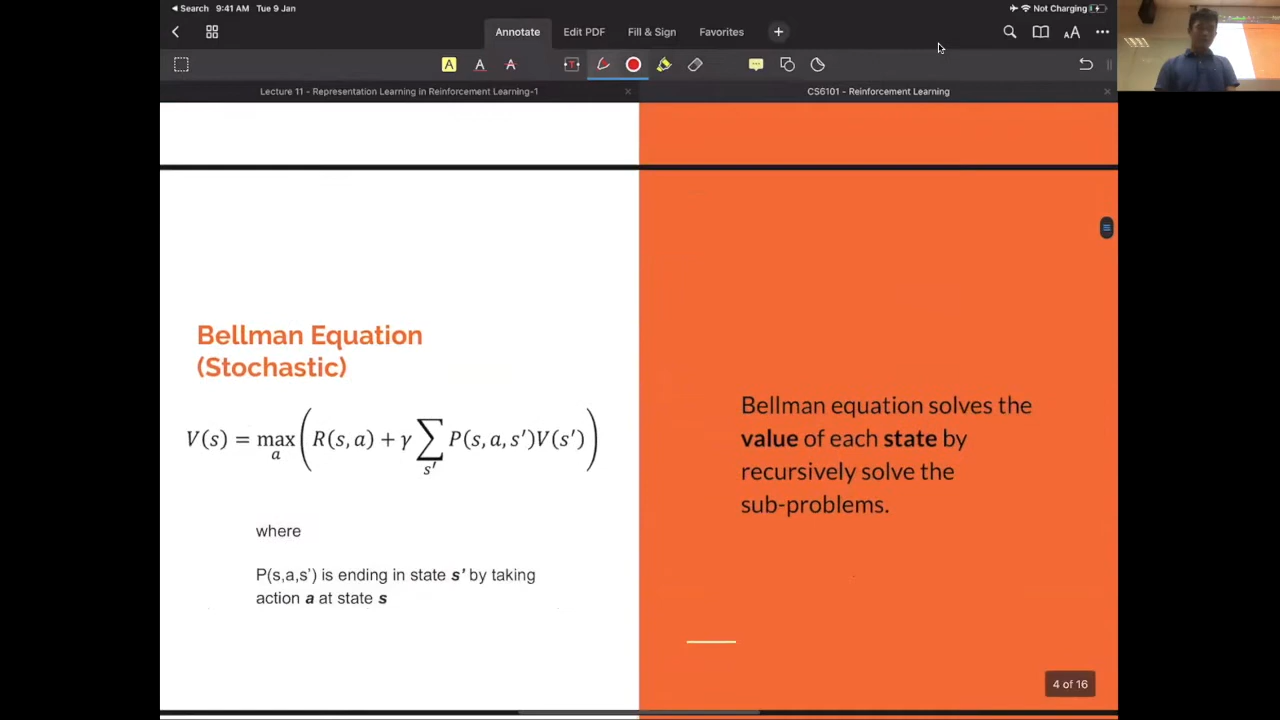 Search 9:41 AM Tue 9 Jan Not Charging
Annotate Edit PDF Fill & Sign Favorites
Lecture 11 - Representation Learning in Reinforcement Learning-1
CS6101 - Reinforcement Learning
Bellman Equation
(Stochastic)
V(s) = max_a ( R(s, a) + γ ∑_{s′} P(s, a, s′)V(s′) )
where
P(s,a,s’) is ending in state s’ by taking
action a at state s
Bellman equation solves the
value of each state by
recursively solve the
sub-problems.
4 of 16